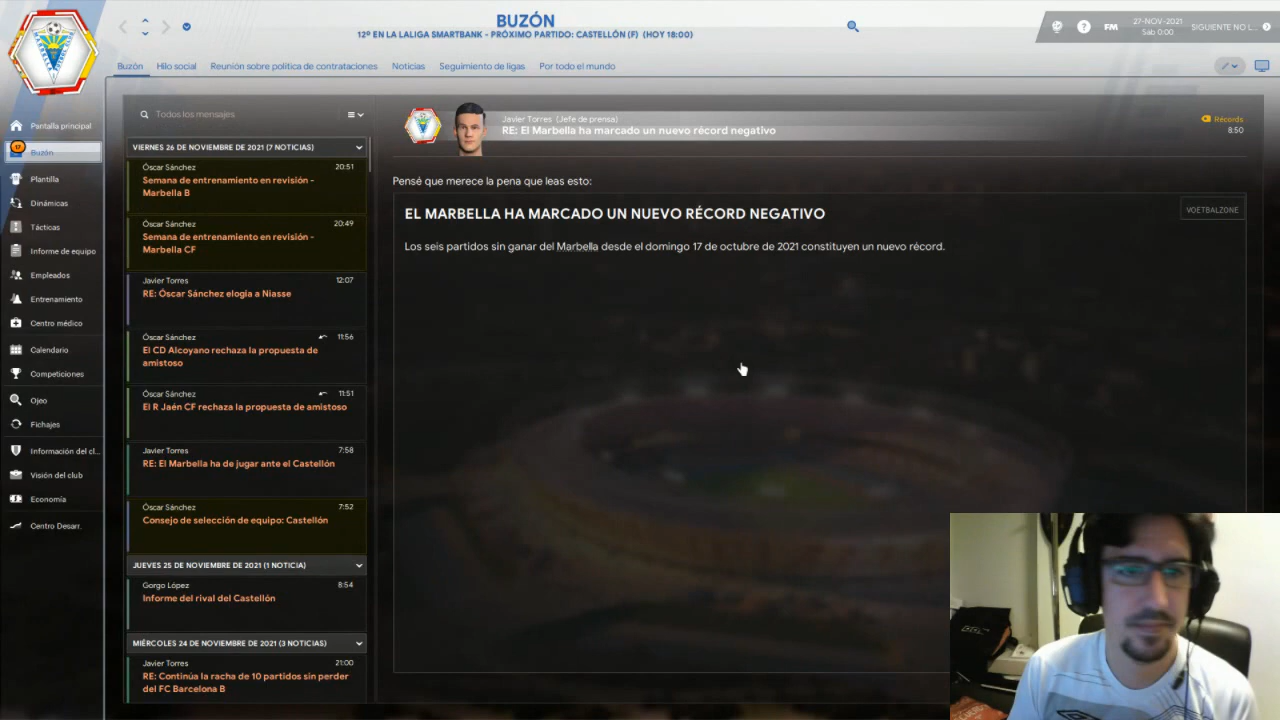 BUZÓN
12º EN LA LALIGA SMARTBANK - PRÓXIMO PARTIDO: CASTELLÓN (F) (HOY 18:00)
FM
27-NOV-2021
Sáb 0:00
SIGUIENTE NO L...
Buzón
Hilo social
Reunión sobre política de contrataciones
Noticias
Seguimiento de ligas
Por todo el mundo
Pantalla principal
Buzón
Plantilla
Dinámicas
Tácticas
Informe de equipo
Empleados
Entrenamiento
Centro médico
Calendario
Competiciones
Ojeo
Fichajes
Información del cl...
Visión del club
Economía
Centro Desarr.
Todos los mensajes
VIERNES 26 DE NOVIEMBRE DE 2021 (7 NOTICIAS)
Óscar Sánchez 20:51
Semana de entrenamiento en revisión -
Marbella B
Óscar Sánchez 20:49
Semana de entrenamiento en revisión -
Marbella CF
Javier Torres 12:07
RE: Óscar Sánchez elogia a Niasse
Óscar Sánchez 11:56
El CD Alcoyano rechaza la propuesta de
amistoso
Óscar Sánchez 11:51
El R Jaén CF rechaza la propuesta de amistoso
Javier Torres 7:58
RE: El Marbella ha de jugar ante el Castellón
Óscar Sánchez 7:52
Consejo de selección de equipo: Castellón
JUEVES 25 DE NOVIEMBRE DE 2021 (1 NOTICIA)
Gorgo López 8:54
Informe del rival del Castellón
MIÉRCOLES 24 DE NOVIEMBRE DE 2021 (3 NOTICIAS)
Javier Torres 21:00
RE: Continúa la racha de 10 partidos sin perder
del FC Barcelona B
Javier Torres (Jefe de prensa)
RE: El Marbella ha marcado un nuevo récord negativo
Récords
8:50
Pensé que merece la pena que leas esto:
EL MARBELLA HA MARCADO UN NUEVO RÉCORD NEGATIVO
VOETBALZONE
Los seis partidos sin ganar del Marbella desde el domingo 17 de octubre de 2021 constituyen un nuevo récord.